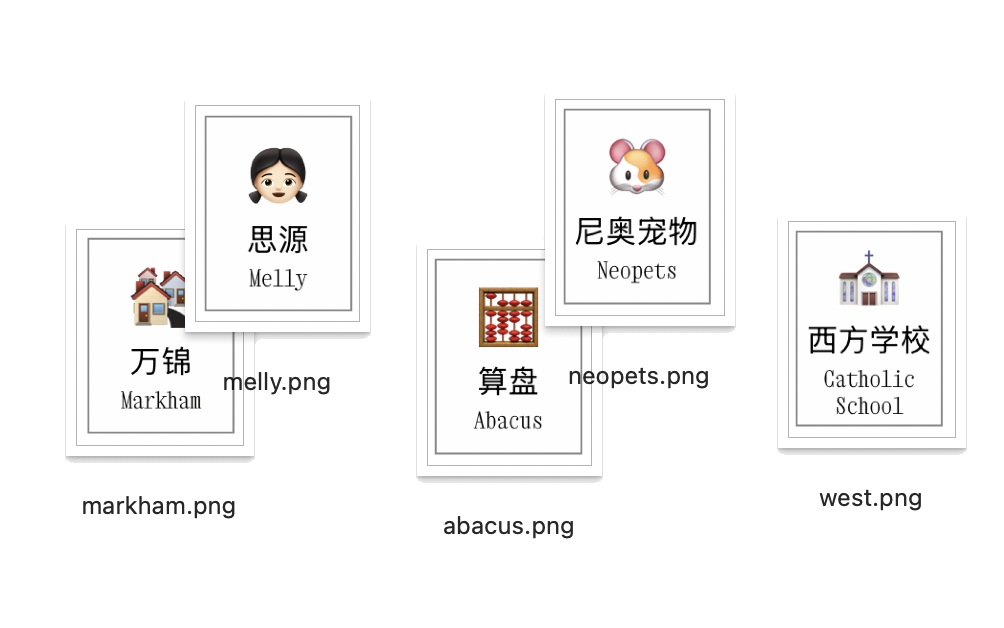 思源
Melly
melly.png
万锦
Markham
markham.png
尼奥宠物
Neopets
neopets.png
算盘
Abacus
abacus.png
西方学校
Catholic
School
west.png